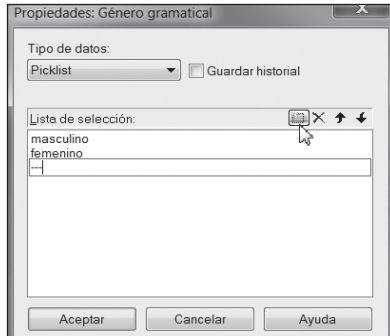 Propiedades: Género gramatical
Tipo de datos:
Picklist
Guardar historial
Lista de selección:
masculino
femenino
---
Aceptar
Cancelar
Ayuda